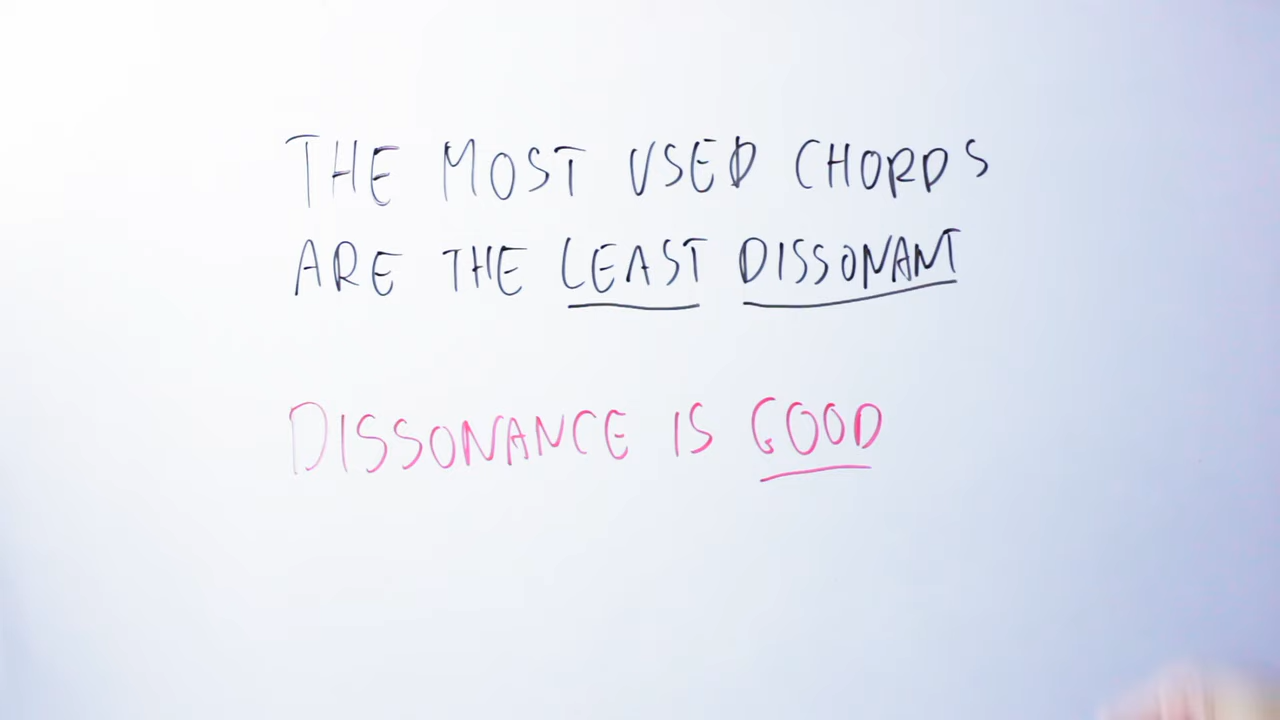 THE MOST USED CHORDS
ARE THE LEAST DISSONANT
DISSONANCE IS GOOD